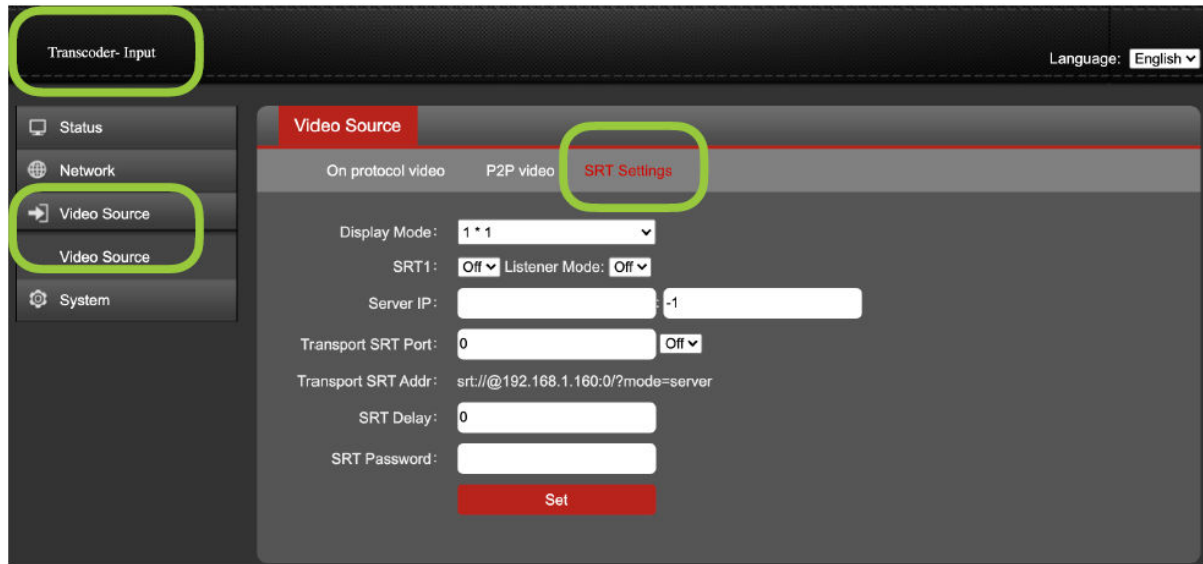 Transcoder- Input
Language: English
Status
Network
Video Source
Video Source
System
Video Source
On protocol video P2P video SRT Settings
Display Mode: 1 * 1
SRT1: Off Listener Mode: Off
Server IP: : -1
Transport SRT Port: 0 Off
Transport SRT Addr: srt://@192.168.1.160:0/?mode=server
SRT Delay: 0
SRT Password:
Set